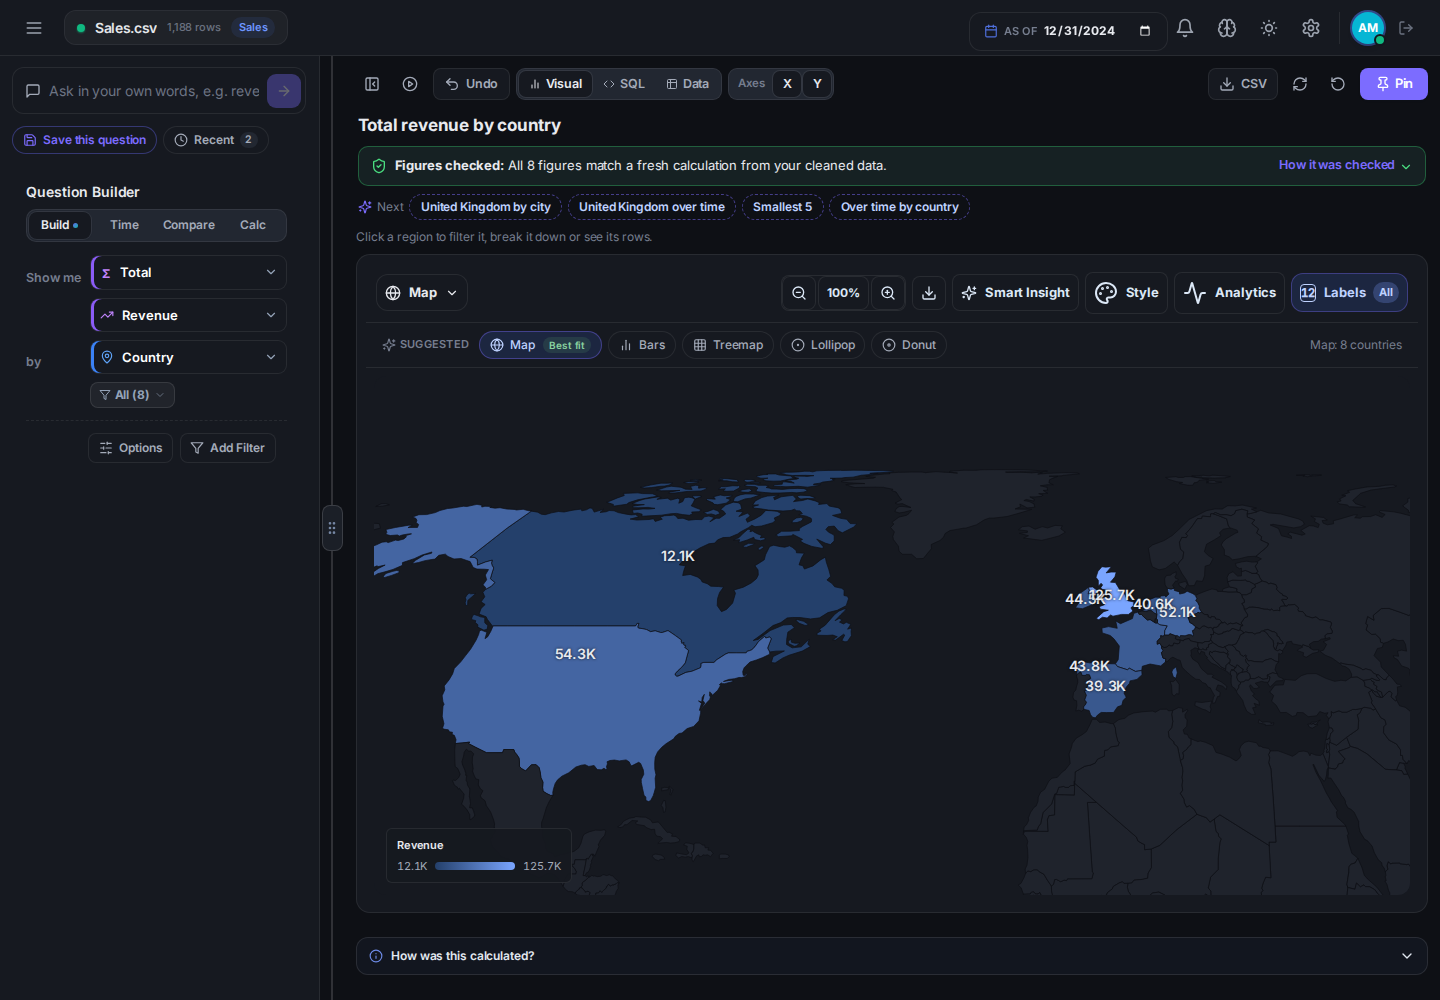 Sales.csv 1,188 rows Sales
AS OF 12/31/2024
AM
Ask in your own words, e.g. reve
Save this question
Recent 2
Undo
Visual
SQL
Data
Axes X Y
CSV
Pin
Total revenue by country
Figures checked: All 8 figures match a fresh calculation from your cleaned data.
How it was checked
Next
United Kingdom by city
United Kingdom over time
Smallest 5
Over time by country
Click a region to filter it, break it down or see its rows.
Question Builder
Build
Time
Compare
Calc
Show me
Σ Total
Revenue
by
Country
All (8)
Options
Add Filter
Map
100%
Smart Insight
Style
Analytics
12 Labels All
SUGGESTED
Map Best fit
Bars
Treemap
Lollipop
Donut
Map: 8 countries
12.1K
54.3K
44.5K
125.7K
40.6K
52.1K
43.8K
39.3K
Revenue
12.1K 125.7K
How was this calculated?